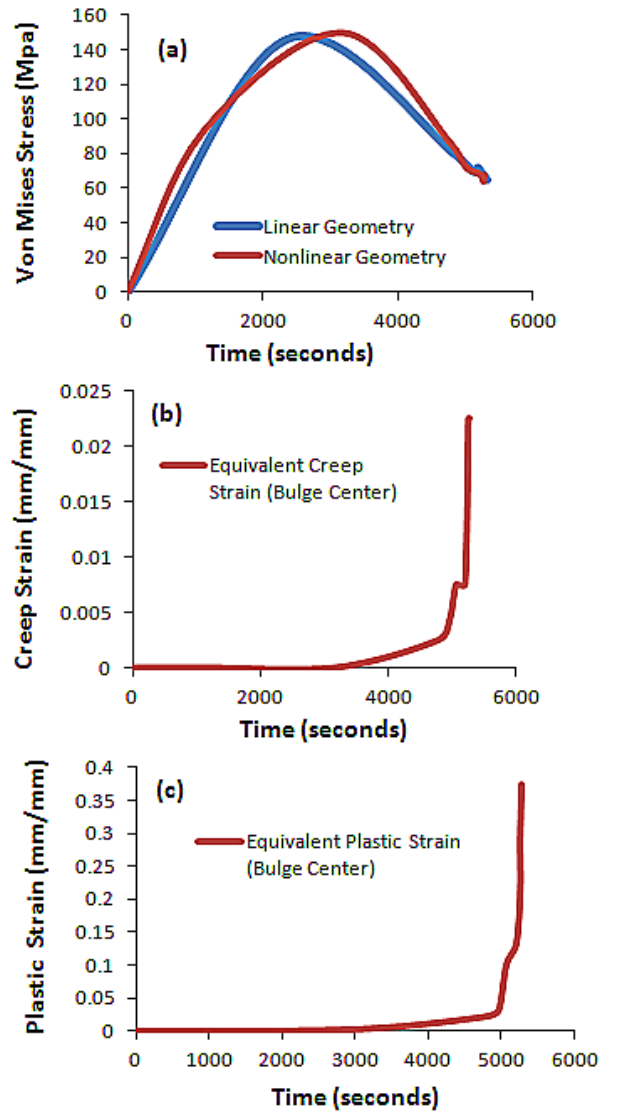 (a)
Von Mises Stress (Mpa)
160
140
120
100
80
60
40
20
0
Linear Geometry
Nonlinear Geometry
0 2000 4000 6000
Time (seconds)
(b)
Creep Strain (mm/mm)
0.025
0.02
0.015
0.01
0.005
0
Equivalent Creep
Strain (Bulge Center)
0 2000 4000 6000
Time (seconds)
(c)
Plastic Strain (mm/mm)
0.4
0.35
0.3
0.25
0.2
0.15
0.1
0.05
0
Equivalent Plastic Strain
(Bulge Center)
0 1000 2000 3000 4000 5000 6000
Time (seconds)